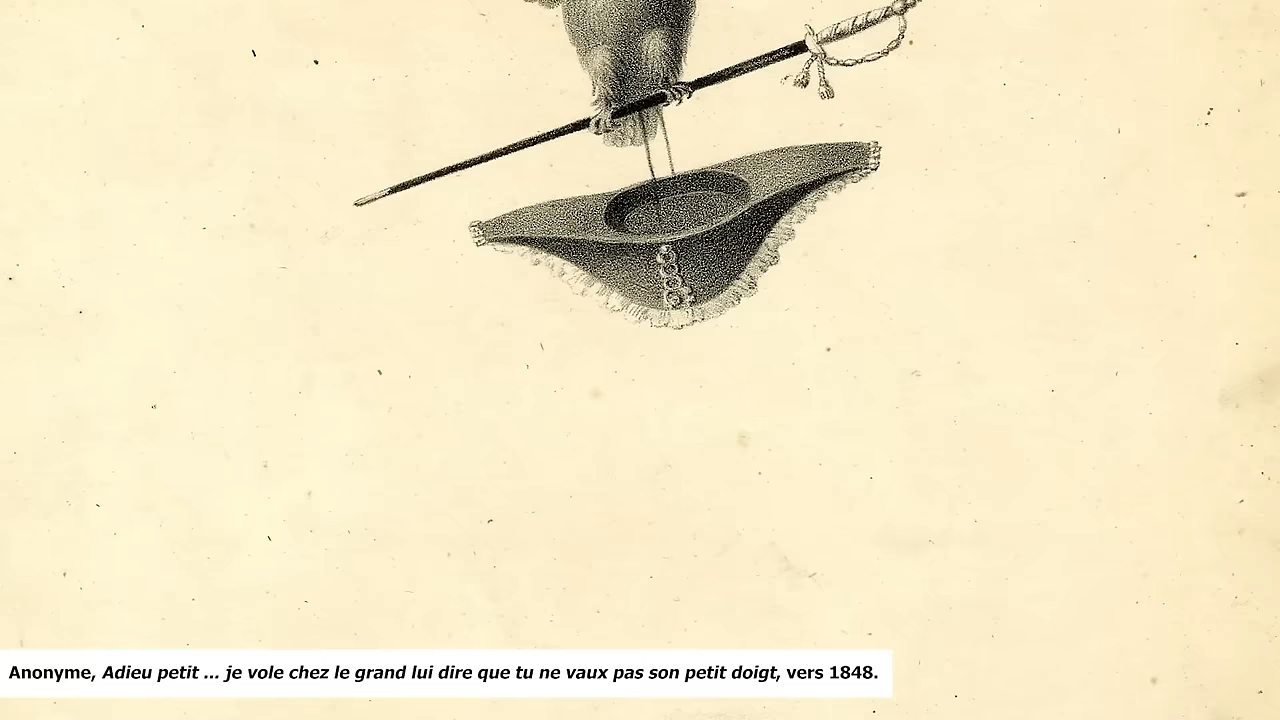 Anonyme, Adieu petit ... je vole chez le grand lui dire que tu ne vaux pas son petit doigt, vers 1848.